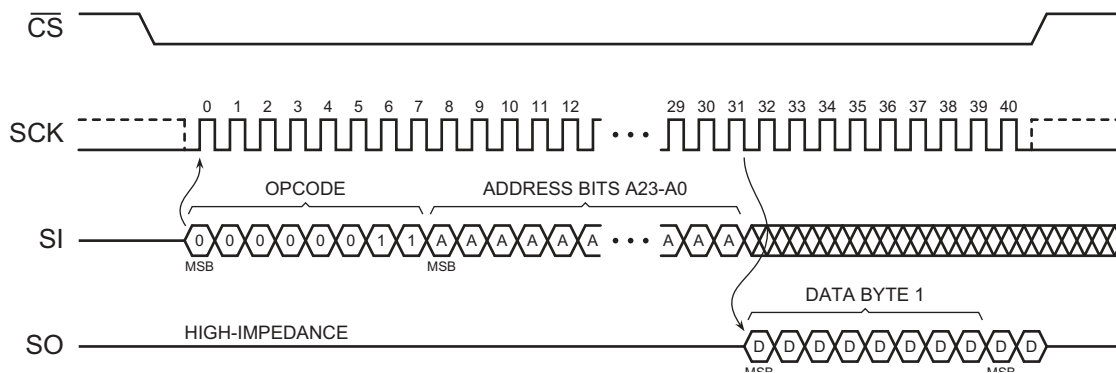 CS
0 1 2 3 4 5 6 7 8 9 10 11 12 29 30 31 32 33 34 35 36 37 38 39 40
SCK
OPCODE
ADDRESS BITS A23-A0
SI
0 0 0 0 0 0 1 1 A A A A A A A A A
MSB MSB
DATA BYTE 1
HIGH-IMPEDANCE
SO
D D D D D D D D D D
MSB MSB